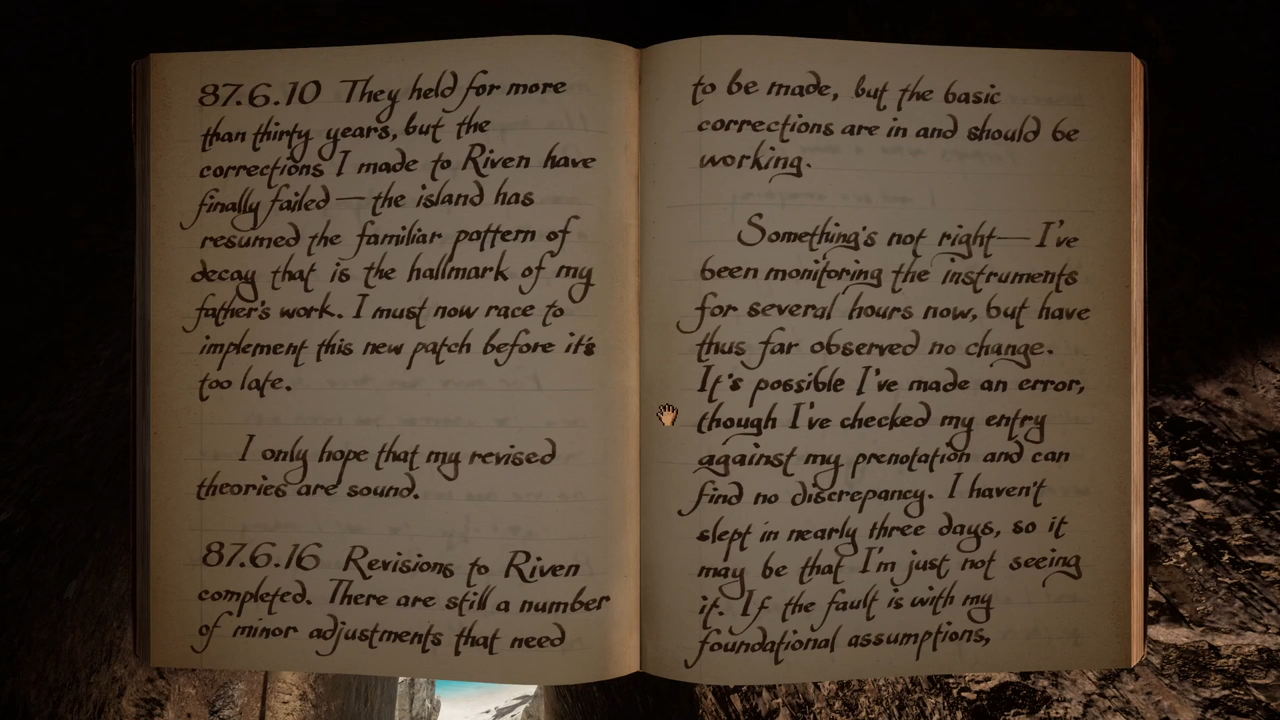 87.6.10 They held for more
than thirty years, but the
corrections I made to Riven have
finally failed — the island has
resumed the familiar pattern of
decay that is the hallmark of my
father's work. I must now race to
implement this new patch before it's
too late.
I only hope that my revised
theories are sound.
87.6.16 Revisions to Riven
completed. There are still a number
of minor adjustments that need
to be made, but the basic
corrections are in and should be
working.
Something's not right — I've
been monitoring the instruments
for several hours now, but have
thus far observed no change.
It's possible I've made an error,
though I've checked my entry
against my prenotation and can
find no discrepancy. I haven't
slept in nearly three days, so it
may be that I'm just not seeing
it. If the fault is with my
foundational assumptions,